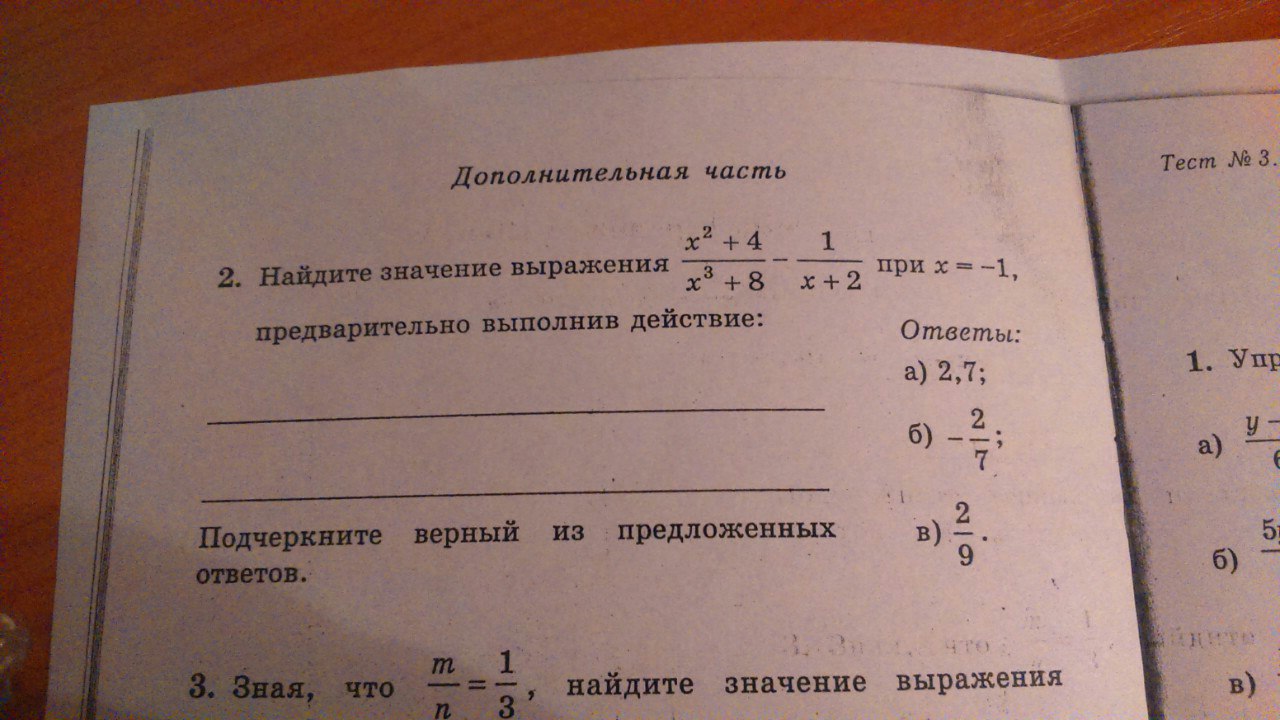 Дополнительная часть
2. Найдите значение выражения (x² + 4)/(x³ + 8) − 1/(x + 2) при x = −1,
предварительно выполнив действие:
Ответы:
а) 2,7;
б) −2/7;
в) 2/9.
Подчеркните верный из предложенных
ответов.
3. Зная, что m/n = 1/3, найдите значение выражения
Тест № 3.
1. Упр
а) y −
б)
в)